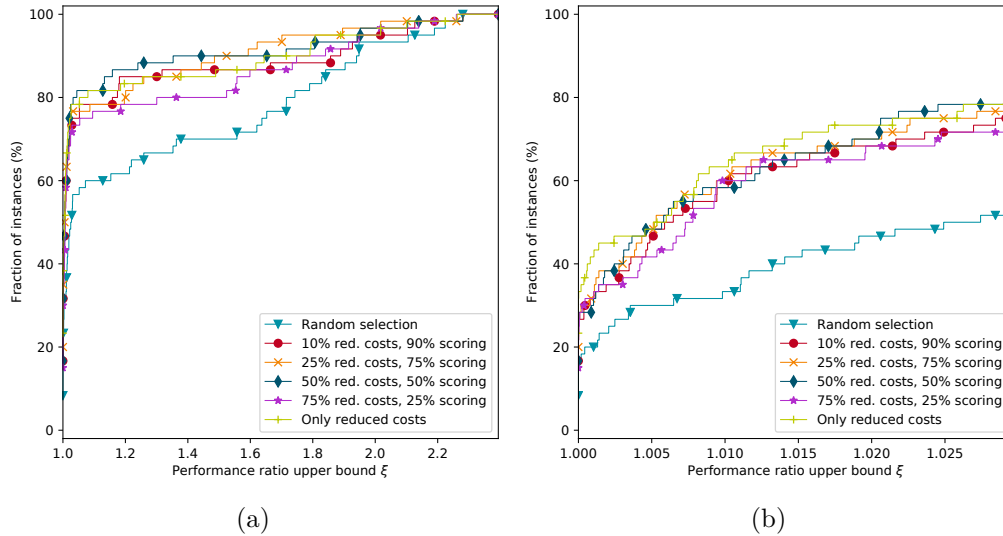 100
80
60
40
20
0
Fraction of instances (%)
1.0 1.2 1.4 1.6 1.8 2.0 2.2
Performance ratio upper bound ξ
Random selection
10% red. costs, 90% scoring
25% red. costs, 75% scoring
50% red. costs, 50% scoring
75% red. costs, 25% scoring
Only reduced costs
(a)
100
80
60
40
20
0
Fraction of instances (%)
1.000 1.005 1.010 1.015 1.020 1.025
Performance ratio upper bound ξ
Random selection
10% red. costs, 90% scoring
25% red. costs, 75% scoring
50% red. costs, 50% scoring
75% red. costs, 25% scoring
Only reduced costs
(b)